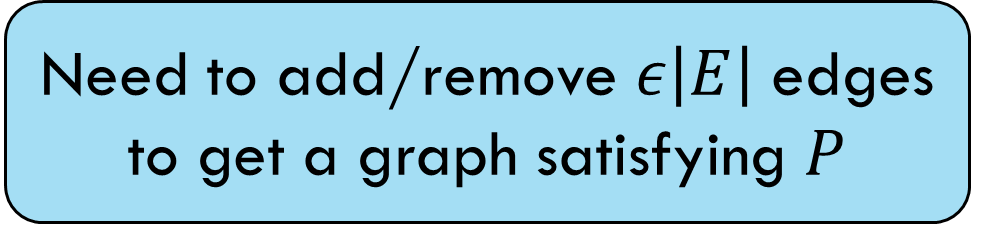 Need to add/remove ϵ|E| edges
to get a graph satisfying P